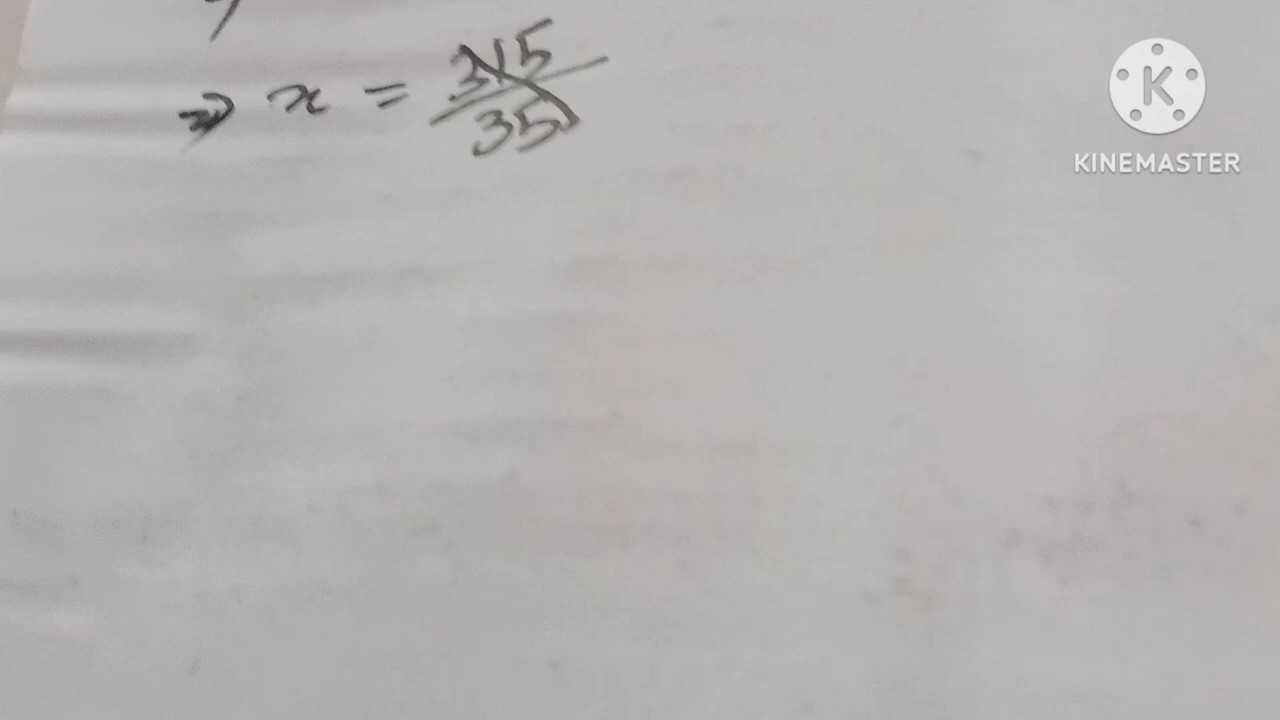 ⇒ x = 315/35
KINEMASTER